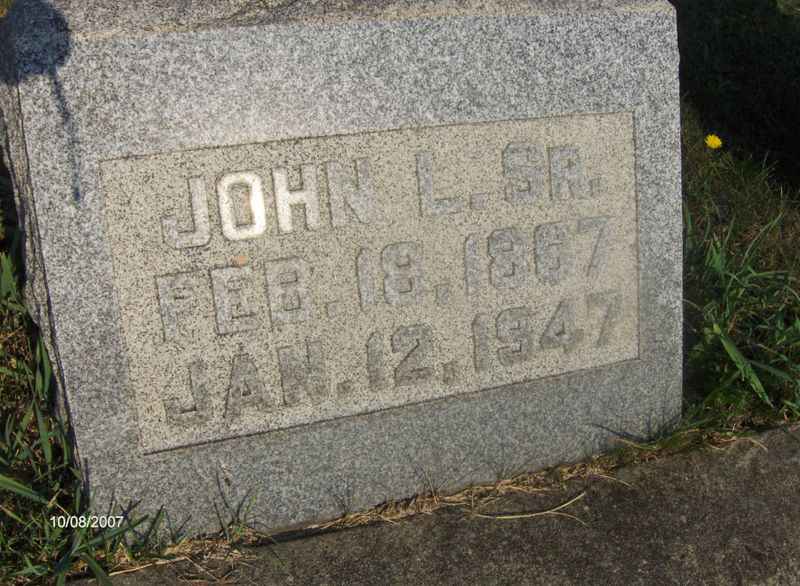 JOHN L. SR.
FEB. 18, 1867
JAN. 12, 1947
10/08/2007